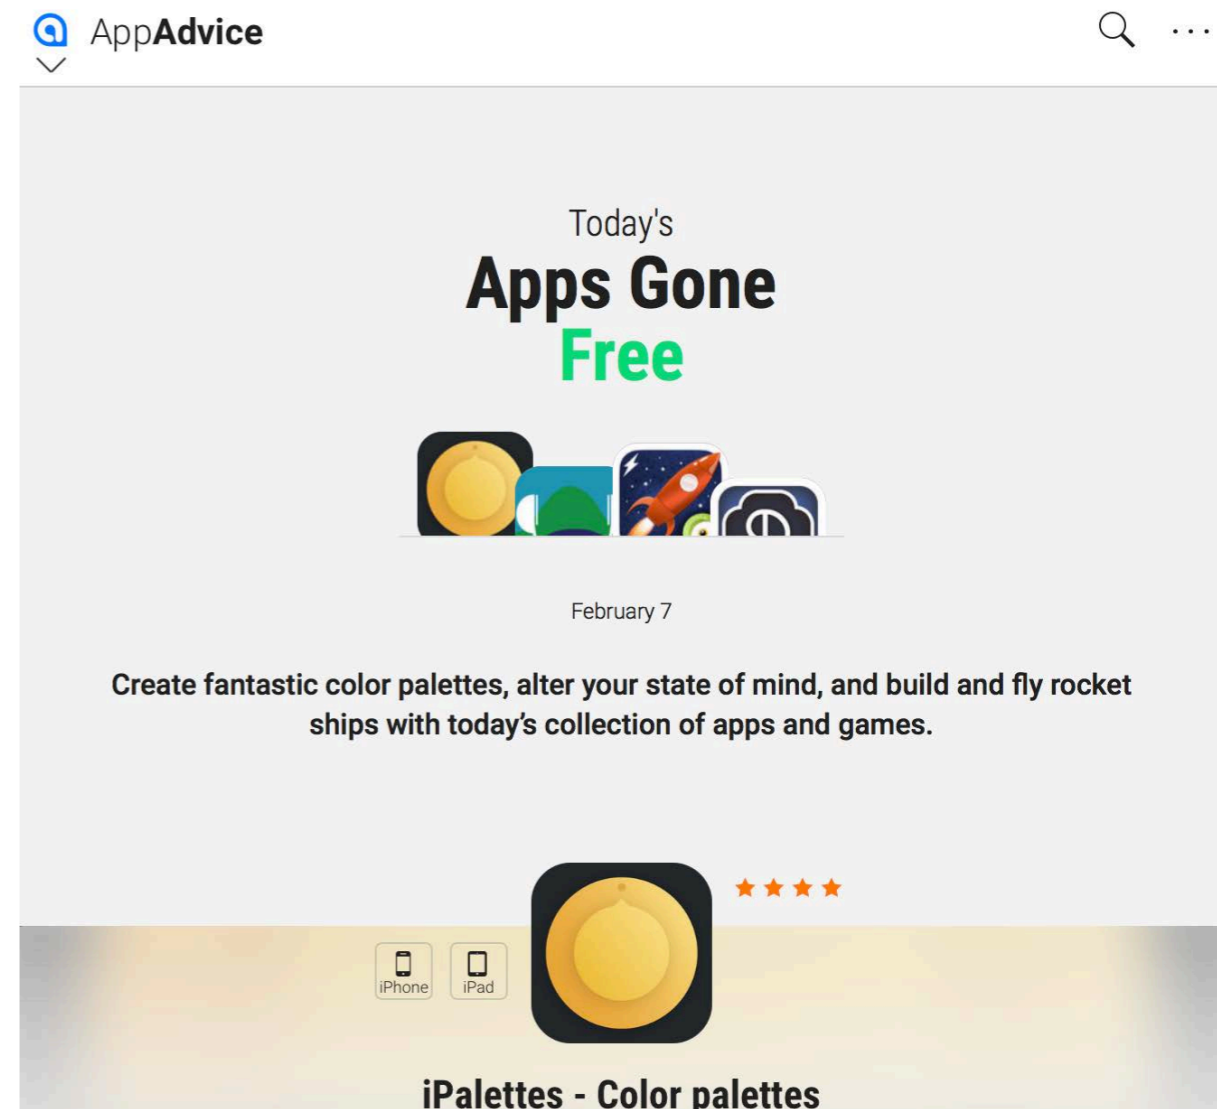 AppAdvice
Today's
Apps Gone
Free
February 7
Create fantastic color palettes, alter your state of mind, and build and fly rocket
ships with today’s collection of apps and games.
iPhone
iPad
iPalettes - Color palettes